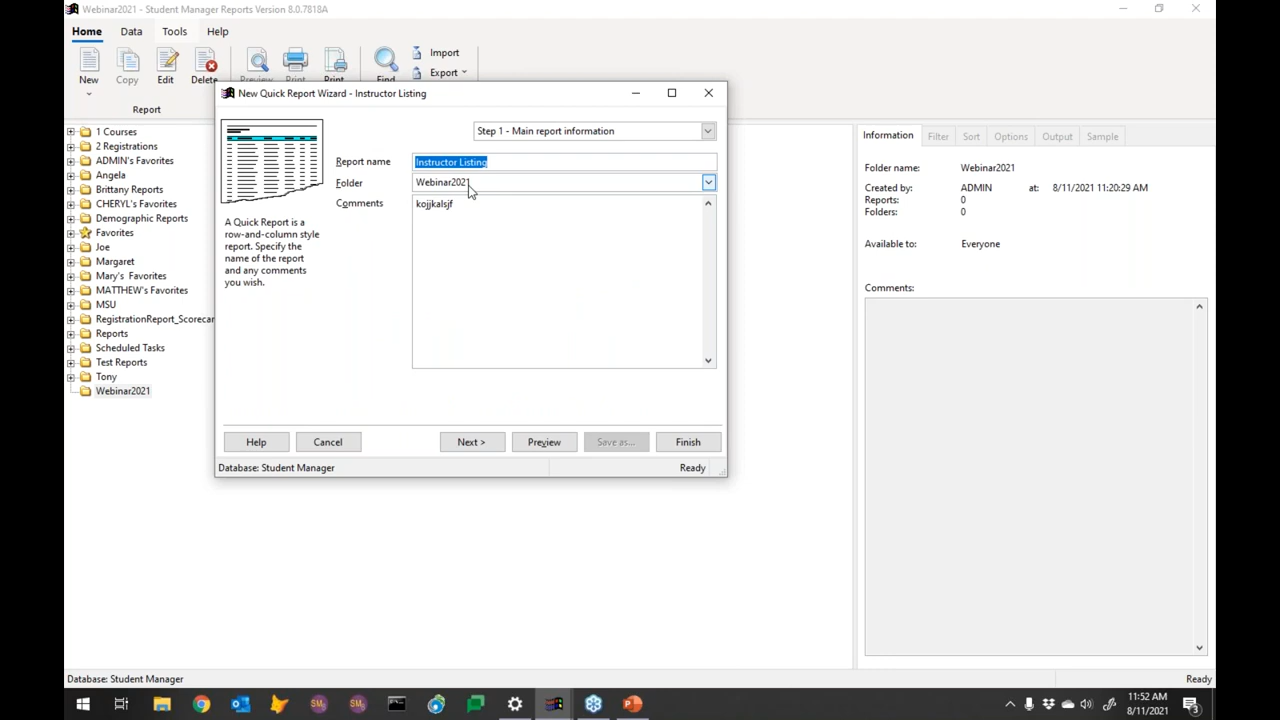 Webinar2021 - Student Manager Reports Version 8.0.7818A
Home Data Tools Help
New Copy Edit Delete Preview Print Print Find Import
Export
Report
1 Courses
2 Registrations
ADMIN's Favorites
Angela
Brittany Reports
CHERYL's Favorites
Demographic Reports
Favorites
Joe
Margaret
Mary's Favorites
MATTHEW's Favorites
MSU
RegistrationReport_Scorecar
Reports
Scheduled Tasks
Test Reports
Tony
Webinar2021
New Quick Report Wizard - Instructor Listing
Step 1 - Main report information
Report name Instructor Listing
Folder Webinar2021
Comments kojjkalsjf
A Quick Report is a
row-and-column style
report. Specify the
name of the report
and any comments
you wish.
Help Cancel Next > Preview Save as... Finish
Database: Student Manager Ready
Information Filter Sort Options Output Sample
Folder name: Webinar2021
Created by: ADMIN at: 8/11/2021 11:20:29 AM
Reports: 0
Folders: 0
Available to: Everyone
Comments:
Database: Student Manager Ready
11:52 AM
8/11/2021
3